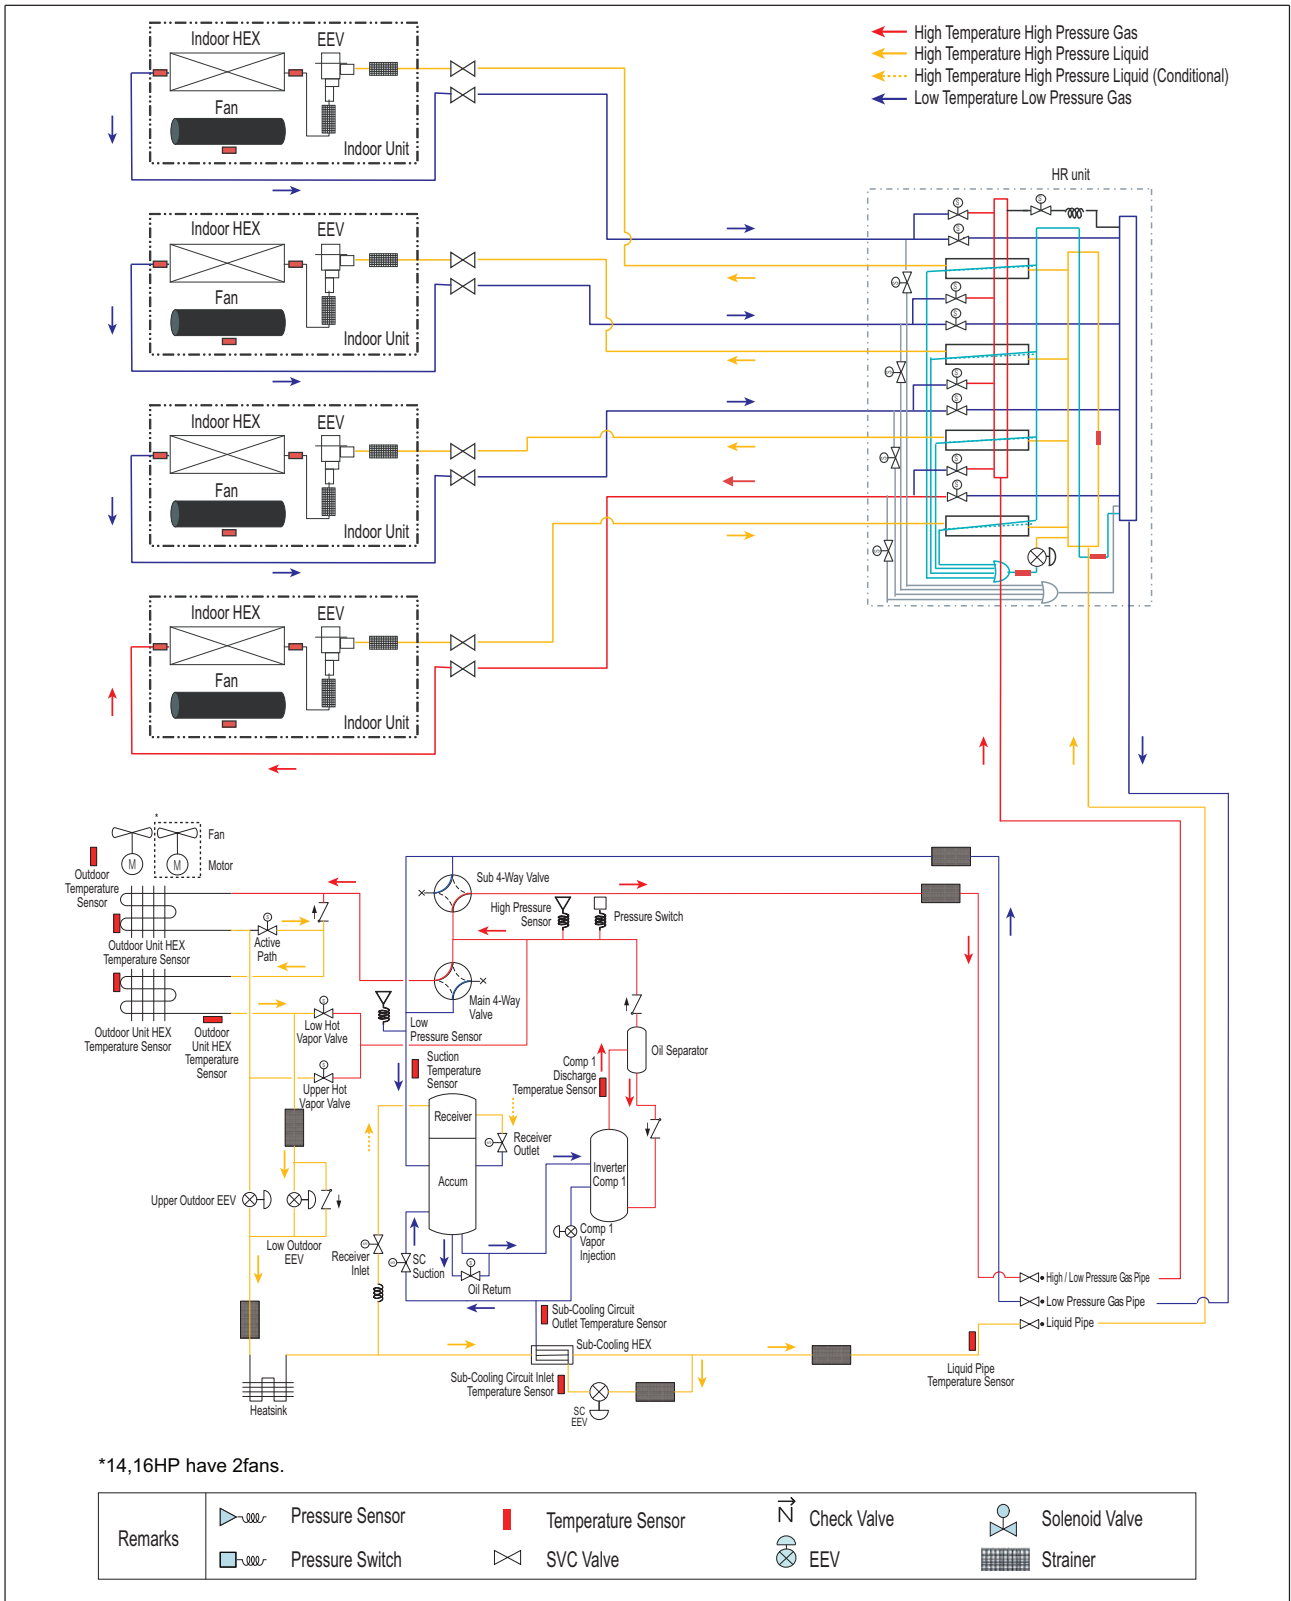 High Temperature High Pressure Gas
High Temperature High Pressure Liquid
High Temperature High Pressure Liquid (Conditional)
Low Temperature Low Pressure Gas
Indoor HEX
EEV
Fan
Indoor Unit
HR unit
S
S
S
S
S
S
S
S
S
S
S
S
S
Indoor HEX
EEV
Fan
Indoor Unit
Indoor HEX
EEV
Fan
Indoor Unit
Indoor HEX
EEV
Fan
Indoor Unit
*
Fan
M
M
Motor
Outdoor
Temperature
Sensor
Sub 4-Way Valve
High Pressure
Sensor
Pressure Switch
S
Active
Path
Outdoor Unit HEX
Temperature Sensor
Main 4-Way
Valve
S
Low Hot
Vapor Valve
Low
Pressure Sensor
Outdoor Unit HEX
Temperature Sensor
Outdoor
Unit HEX
Temperature
Sensor
Oil Separator
Suction
Temperature
Sensor
Comp 1
Discharge
Temperatue Sensor
S
Upper Hot
Vapor Valve
Receiver
S
Receiver
Outlet
Inverter
Comp 1
Accum
Upper Outdoor EEV
Low Outdoor
EEV
S
Receiver
Inlet
S
SC
Suction
S
Oil Return
Comp 1
Vapor
Injection
High / Low Pressure Gas Pipe
Low Pressure Gas Pipe
Liquid Pipe
Sub-Cooling Circuit
Outlet Temperature Sensor
Sub-Cooling HEX
Sub-Cooling Circuit Inlet
Temperature Sensor
SC
EEV
Liquid Pipe
Temperature Sensor
Heatsink
*14,16HP have 2fans.
Remarks
Pressure Sensor
Temperature Sensor
Check Valve
Solenoid Valve
Pressure Switch
SVC Valve
EEV
Strainer